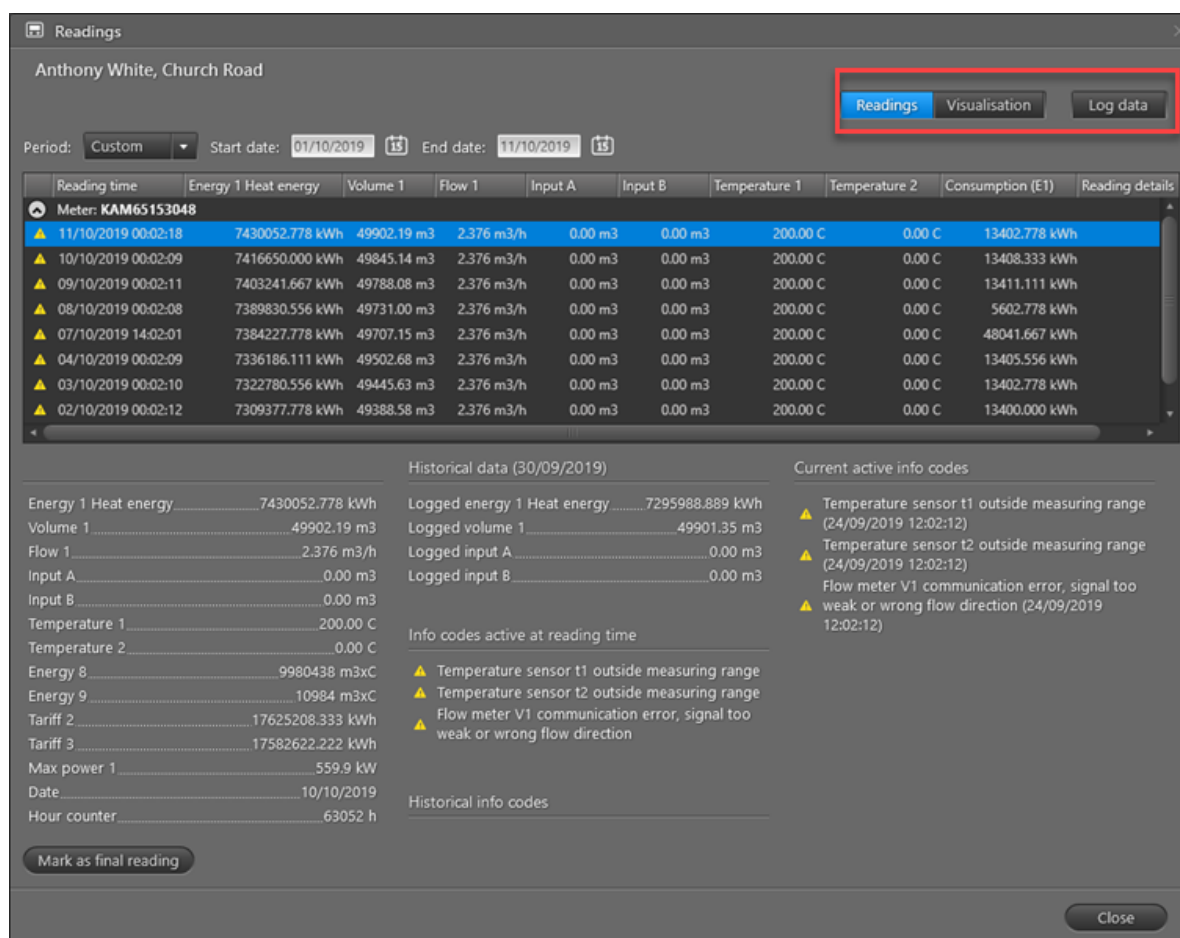 Readings
Anthony White, Church Road
Readings Visualisation Log data
Period: Custom Start date: 01/10/2019 15 End date: 11/10/2019 15
Reading time Energy 1 Heat energy Volume 1 Flow 1 Input A Input B Temperature 1 Temperature 2 Consumption (E1) Reading details
Meter: KAM65153048
11/10/2019 00:02:18 7430052.778 kWh 49902.19 m3 2.376 m3/h 0.00 m3 0.00 m3 200.00 C 0.00 C 13402.778 kWh
10/10/2019 00:02:09 7416650.000 kWh 49845.14 m3 2.376 m3/h 0.00 m3 0.00 m3 200.00 C 0.00 C 13408.333 kWh
09/10/2019 00:02:11 7403241.667 kWh 49788.08 m3 2.376 m3/h 0.00 m3 0.00 m3 200.00 C 0.00 C 13411.111 kWh
08/10/2019 00:02:08 7389830.556 kWh 49731.00 m3 2.376 m3/h 0.00 m3 0.00 m3 200.00 C 0.00 C 5602.778 kWh
07/10/2019 14:02:01 7384227.778 kWh 49707.15 m3 2.376 m3/h 0.00 m3 0.00 m3 200.00 C 0.00 C 48041.667 kWh
04/10/2019 00:02:09 7336186.111 kWh 49502.68 m3 2.376 m3/h 0.00 m3 0.00 m3 200.00 C 0.00 C 13405.556 kWh
03/10/2019 00:02:10 7322780.556 kWh 49445.63 m3 2.376 m3/h 0.00 m3 0.00 m3 200.00 C 0.00 C 13402.778 kWh
02/10/2019 00:02:12 7309377.778 kWh 49388.58 m3 2.376 m3/h 0.00 m3 0.00 m3 200.00 C 0.00 C 13400.000 kWh
Energy 1 Heat energy 7430052.778 kWh
Volume 1 49902.19 m3
Flow 1 2.376 m3/h
Input A 0.00 m3
Input B 0.00 m3
Temperature 1 200.00 C
Temperature 2 0.00 C
Energy 8 9980438 m3xC
Energy 9 10984 m3xC
Tariff 2 17625208.333 kWh
Tariff 3 17582622.222 kWh
Max power 1 559.9 kW
Date 10/10/2019
Hour counter 63052 h
Mark as final reading
Historical data (30/09/2019)
Logged energy 1 Heat energy 7295988.889 kWh
Logged volume 1 49901.35 m3
Logged input A 0.00 m3
Logged input B 0.00 m3
Info codes active at reading time
Temperature sensor t1 outside measuring range
Temperature sensor t2 outside measuring range
Flow meter V1 communication error, signal too
weak or wrong flow direction
Historical info codes
Current active info codes
Temperature sensor t1 outside measuring range
(24/09/2019 12:02:12)
Temperature sensor t2 outside measuring range
(24/09/2019 12:02:12)
Flow meter V1 communication error, signal too
weak or wrong flow direction (24/09/2019
12:02:12)
Close